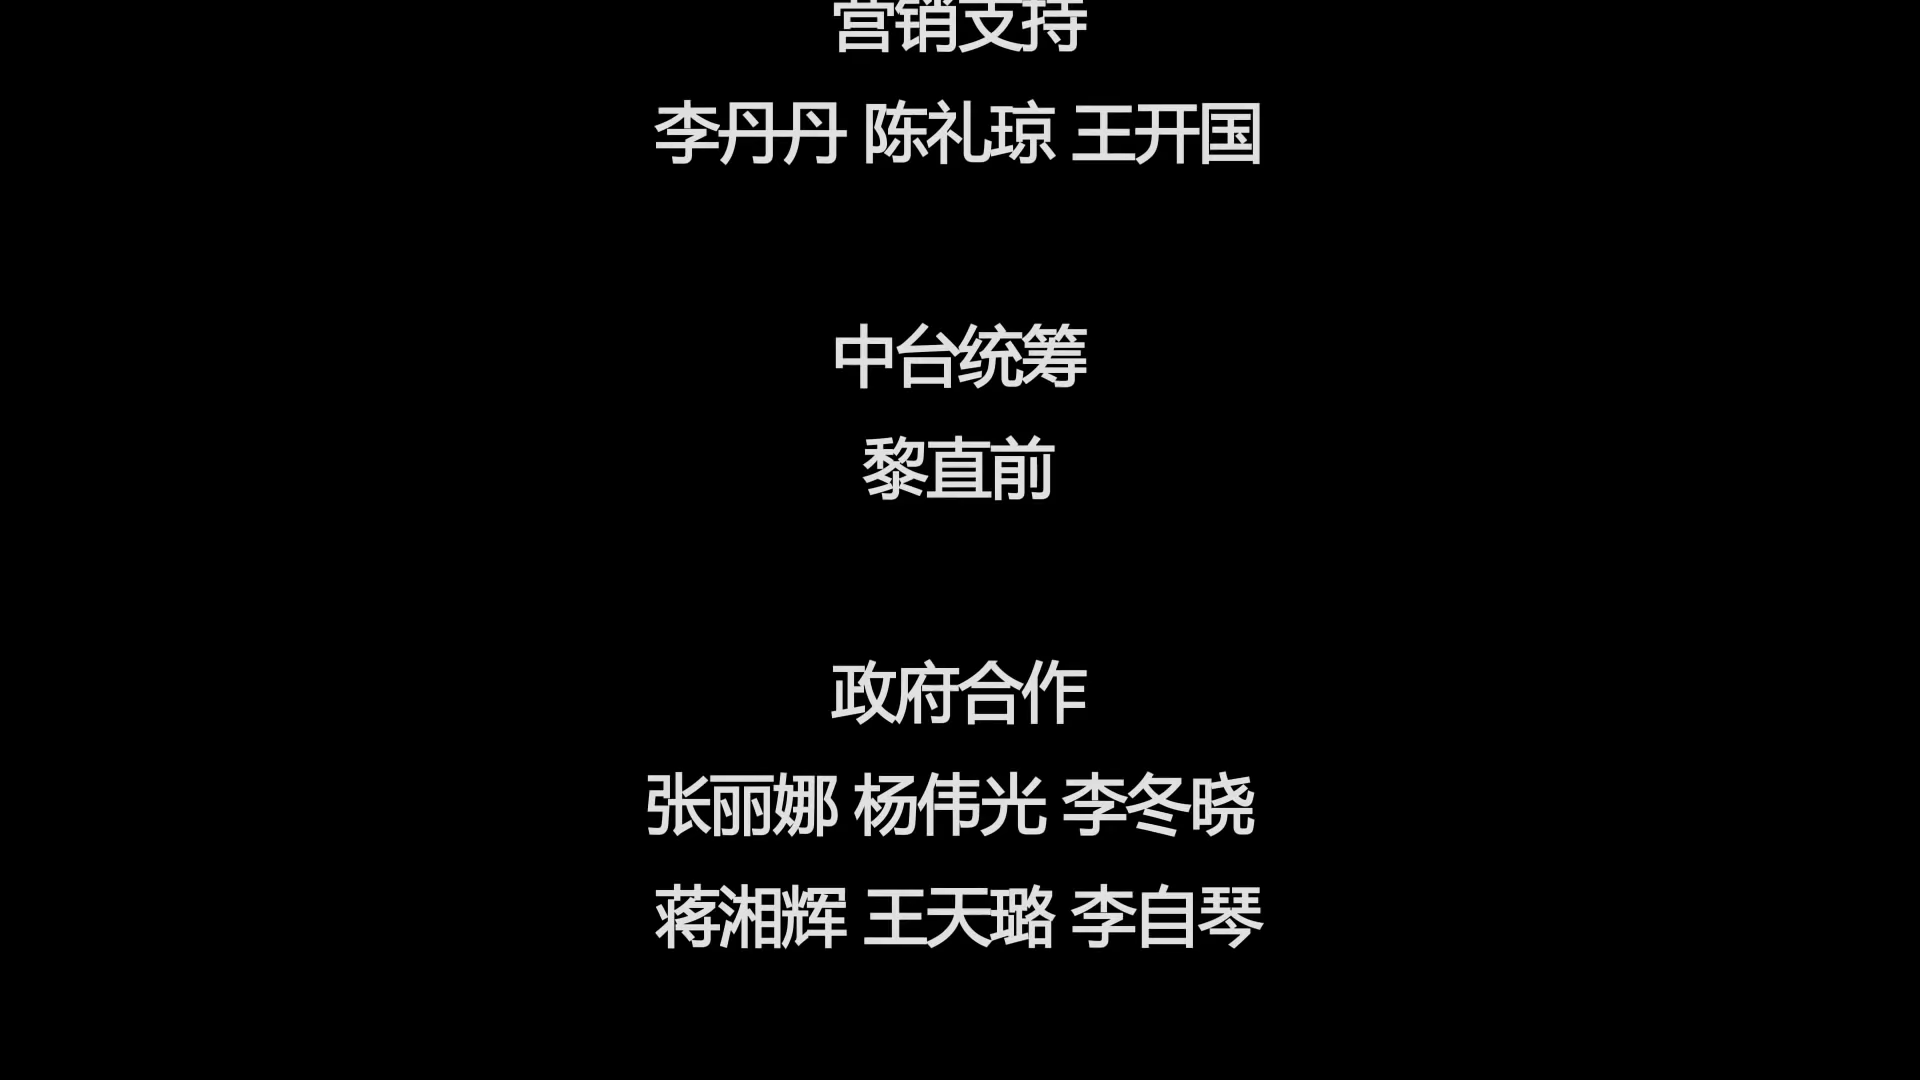 营销支持
李丹丹 陈礼琼 王开国
中台统筹
黎直前
政府合作
张丽娜 杨伟光 李冬晓
蒋湘辉 王天璐 李自琴